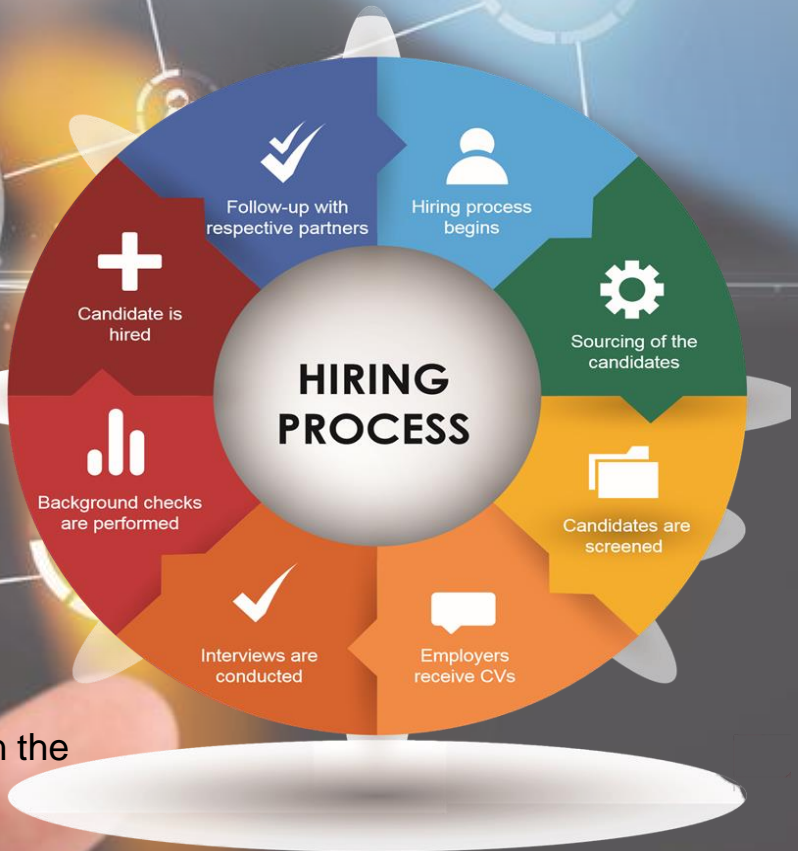 Follow-up with
respective partners
Hiring process
begins
Sourcing of the
candidates
Candidates are
screened
Employers
receive CVs
Interviews are
conducted
Background checks
are performed
Candidate is
hired
HIRING
PROCESS
the